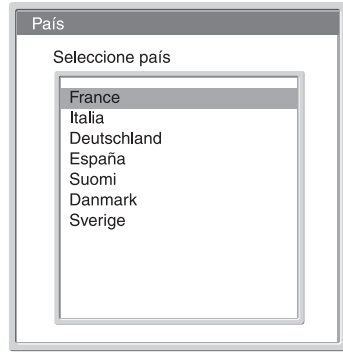 País
Seleccione país
France
Italia
Deutschland
España
Suomi
Danmark
Sverige